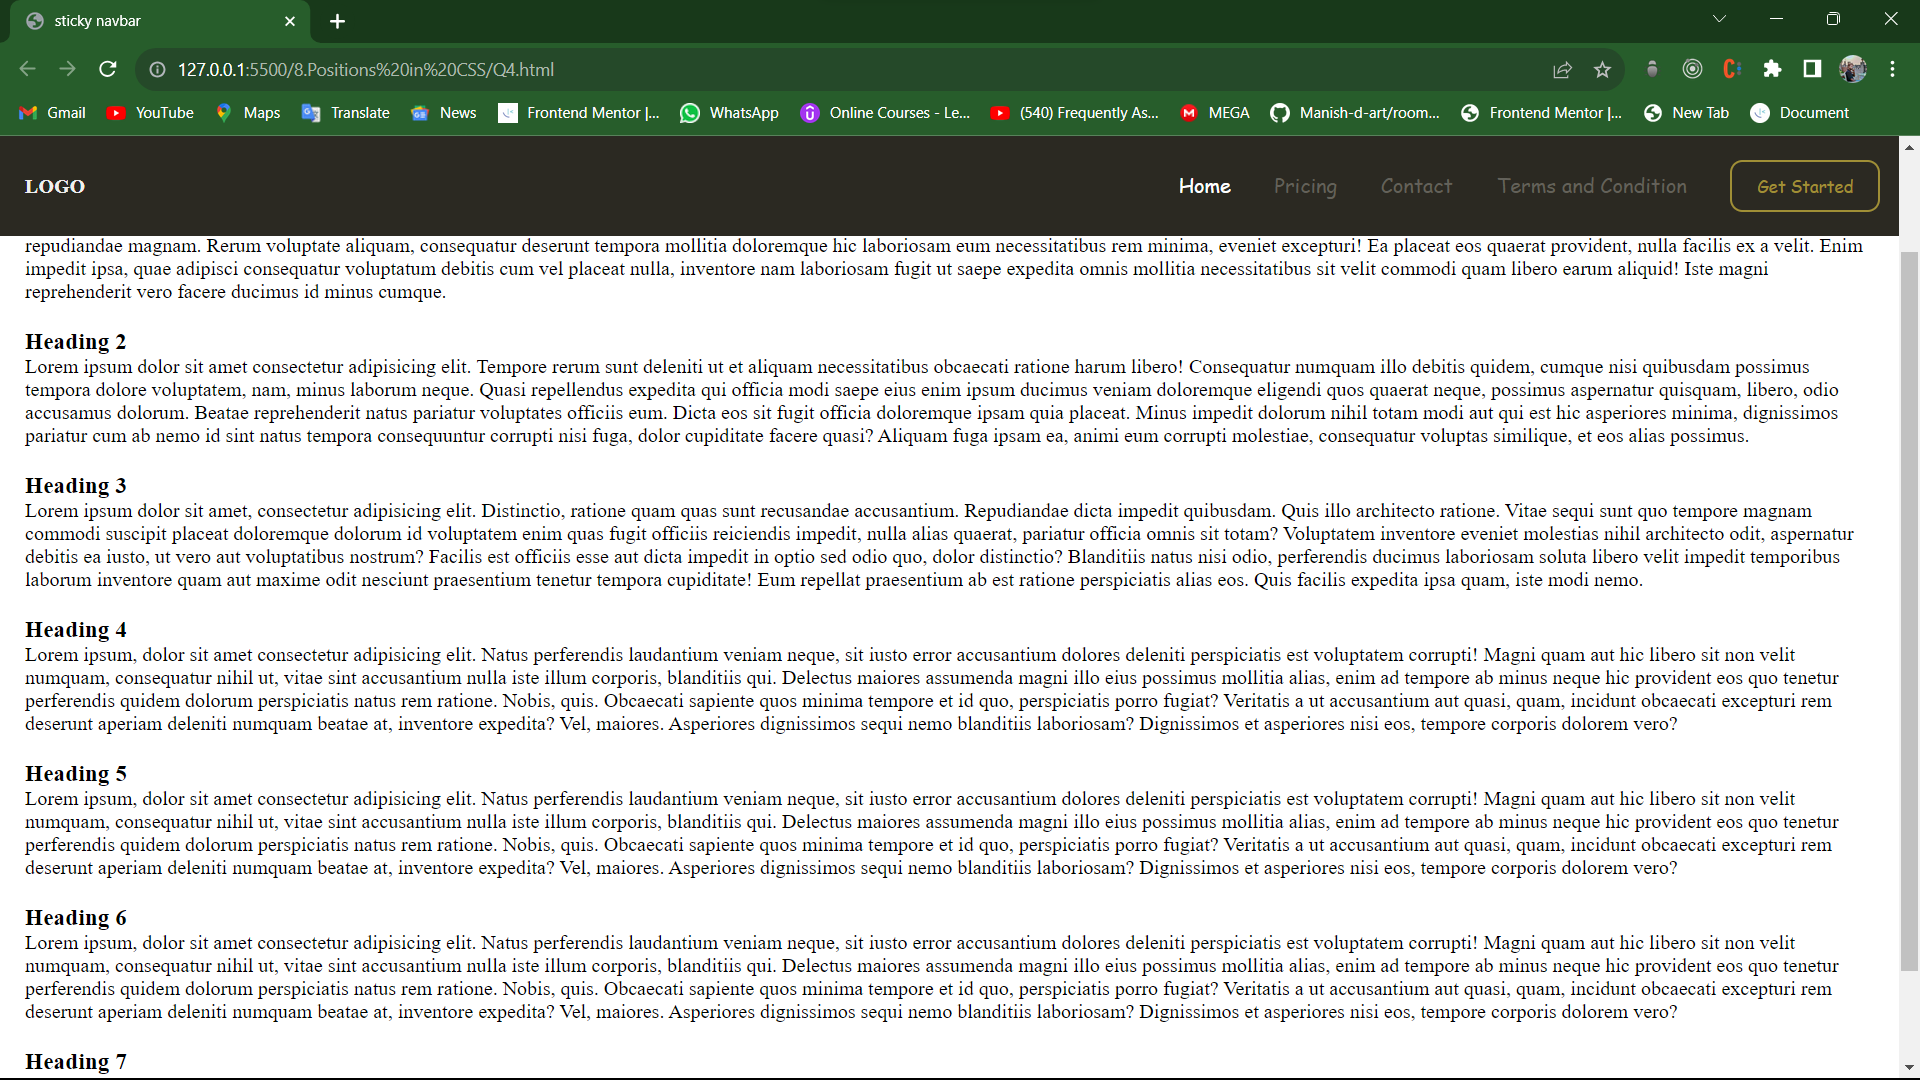 sticky navbar
127.0.0.1:5500/8.Positions%20in%20CSS/Q4.html
Gmail YouTube Maps Translate News Frontend Mentor |... WhatsApp Online Courses - Le... (540) Frequently As... MEGA Manish-d-art/room... Frontend Mentor |... New Tab Document
LOGO Home Pricing Contact Terms and Condition Get Started
repudiandae magnam. Rerum voluptate aliquam, consequatur deserunt tempora mollitia doloremque hic laboriosam eum necessitatibus rem minima, eveniet excepturi! Ea placeat eos quaerat provident, nulla facilis ex a velit. Enim
impedit ipsa, quae adipisci consequatur voluptatum debitis cum vel placeat nulla, inventore nam laboriosam fugit ut saepe expedita omnis mollitia necessitatibus sit velit commodi quam libero earum aliquid! Iste magni
reprehenderit vero facere ducimus id minus cumque.
Heading 2
Lorem ipsum dolor sit amet consectetur adipisicing elit. Tempore rerum sunt deleniti ut et aliquam necessitatibus obcaecati ratione harum libero! Consequatur numquam illo debitis quidem, cumque nisi quibusdam possimus
tempora dolore voluptatem, nam, minus laborum neque. Quasi repellendus expedita qui officia modi saepe eius enim ipsum ducimus veniam doloremque eligendi quos quaerat neque, possimus aspernatur quisquam, libero, odio
accusamus dolorum. Beatae reprehenderit natus pariatur voluptates officiis eum. Dicta eos sit fugit officia doloremque ipsam quia placeat. Minus impedit dolorum nihil totam modi aut qui est hic asperiores minima, dignissimos
pariatur cum ab nemo id sint natus tempora consequuntur corrupti nisi fuga, dolor cupiditate facere quasi? Aliquam fuga ipsam ea, animi eum corrupti molestiae, consequatur voluptas similique, et eos alias possimus.
Heading 3
Lorem ipsum dolor sit amet, consectetur adipisicing elit. Distinctio, ratione quam quas sunt recusandae accusantium. Repudiandae dicta impedit quibusdam. Quis illo architecto ratione. Vitae sequi sunt quo tempore magnam
commodi suscipit placeat doloremque dolorum id voluptatem enim quas fugit officiis reiciendis impedit, nulla alias quaerat, pariatur officia omnis sit totam? Voluptatem inventore eveniet molestias nihil architecto odit, aspernatur
debitis ea iusto, ut vero aut voluptatibus nostrum? Facilis est officiis esse aut dicta impedit in optio sed odio quo, dolor distinctio? Blanditiis natus nisi odio, perferendis ducimus laboriosam soluta libero velit impedit temporibus
laborum inventore quam aut maxime odit nesciunt praesentium tenetur tempora cupiditate! Eum repellat praesentium ab est ratione perspiciatis alias eos. Quis facilis expedita ipsa quam, iste modi nemo.
Heading 4
Lorem ipsum, dolor sit amet consectetur adipisicing elit. Natus perferendis laudantium veniam neque, sit iusto error accusantium dolores deleniti perspiciatis est voluptatem corrupti! Magni quam aut hic libero sit non velit
numquam, consequatur nihil ut, vitae sint accusantium nulla iste illum corporis, blanditiis qui. Delectus maiores assumenda magni illo eius possimus mollitia alias, enim ad tempore ab minus neque hic provident eos quo tenetur
perferendis quidem dolorum perspiciatis natus rem ratione. Nobis, quis. Obcaecati sapiente quos minima tempore et id quo, perspiciatis porro fugiat? Veritatis a ut accusantium aut quasi, quam, incidunt obcaecati excepturi rem
deserunt aperiam deleniti numquam beatae at, inventore expedita? Vel, maiores. Asperiores dignissimos sequi nemo blanditiis laboriosam? Dignissimos et asperiores nisi eos, tempore corporis dolorem vero?
Heading 5
Lorem ipsum, dolor sit amet consectetur adipisicing elit. Natus perferendis laudantium veniam neque, sit iusto error accusantium dolores deleniti perspiciatis est voluptatem corrupti! Magni quam aut hic libero sit non velit
numquam, consequatur nihil ut, vitae sint accusantium nulla iste illum corporis, blanditiis qui. Delectus maiores assumenda magni illo eius possimus mollitia alias, enim ad tempore ab minus neque hic provident eos quo tenetur
perferendis quidem dolorum perspiciatis natus rem ratione. Nobis, quis. Obcaecati sapiente quos minima tempore et id quo, perspiciatis porro fugiat? Veritatis a ut accusantium aut quasi, quam, incidunt obcaecati excepturi rem
deserunt aperiam deleniti numquam beatae at, inventore expedita? Vel, maiores. Asperiores dignissimos sequi nemo blanditiis laboriosam? Dignissimos et asperiores nisi eos, tempore corporis dolorem vero?
Heading 6
Lorem ipsum, dolor sit amet consectetur adipisicing elit. Natus perferendis laudantium veniam neque, sit iusto error accusantium dolores deleniti perspiciatis est voluptatem corrupti! Magni quam aut hic libero sit non velit
numquam, consequatur nihil ut, vitae sint accusantium nulla iste illum corporis, blanditiis qui. Delectus maiores assumenda magni illo eius possimus mollitia alias, enim ad tempore ab minus neque hic provident eos quo tenetur
perferendis quidem dolorum perspiciatis natus rem ratione. Nobis, quis. Obcaecati sapiente quos minima tempore et id quo, perspiciatis porro fugiat? Veritatis a ut accusantium aut quasi, quam, incidunt obcaecati excepturi rem
deserunt aperiam deleniti numquam beatae at, inventore expedita? Vel, maiores. Asperiores dignissimos sequi nemo blanditiis laboriosam? Dignissimos et asperiores nisi eos, tempore corporis dolorem vero?
Heading 7